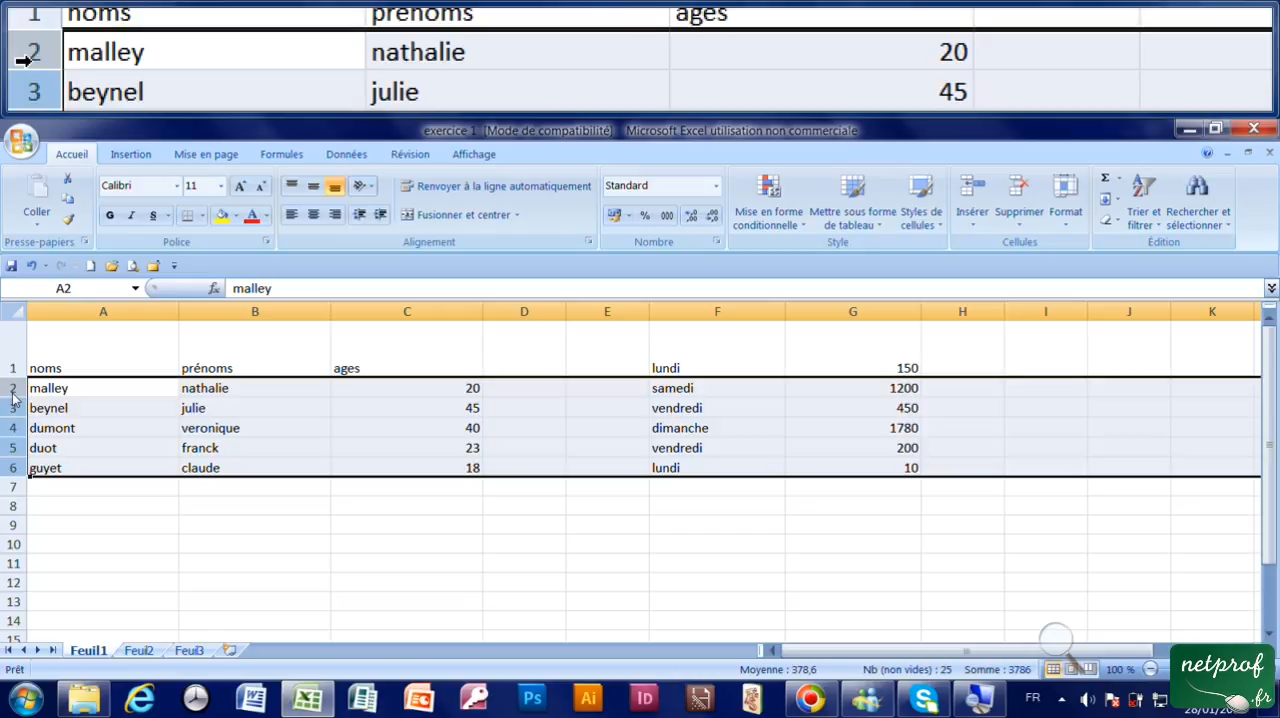 1 noms prénoms ages
2 malley nathalie 20
3 beynel julie 45
exercice 1 [Mode de compatibilité] - Microsoft Excel utilisation non commerciale
Accueil Insertion Mise en page Formules Données Révision Affichage
Coller
Presse-papiers
Calibri 11
G I S
Police
Renvoyer à la ligne automatiquement
Fusionner et centrer
Alignement
Standard
% 000
Nombre
Mise en forme conditionnelle
Mettre sous forme de tableau
Styles de cellules
Style
Insérer Supprimer Format
Cellules
Σ
Trier et filtrer
Rechercher et sélectionner
Édition
A2 fx malley
A B C D E F G H I J K
1 noms prénoms ages lundi 150
2 malley nathalie 20 samedi 1200
3 beynel julie 45 vendredi 450
4 dumont veronique 40 dimanche 1780
5 duot franck 23 vendredi 200
6 guyet claude 18 lundi 10
7
8
9
10
11
12
13
14
15
Feuil1 Feuil2 Feuil3
Prêt Moyenne : 378,6 Nb (non vides) : 25 Somme : 3786 100 %
netprof
.fr
Ps Ai Id FR
28/01/20